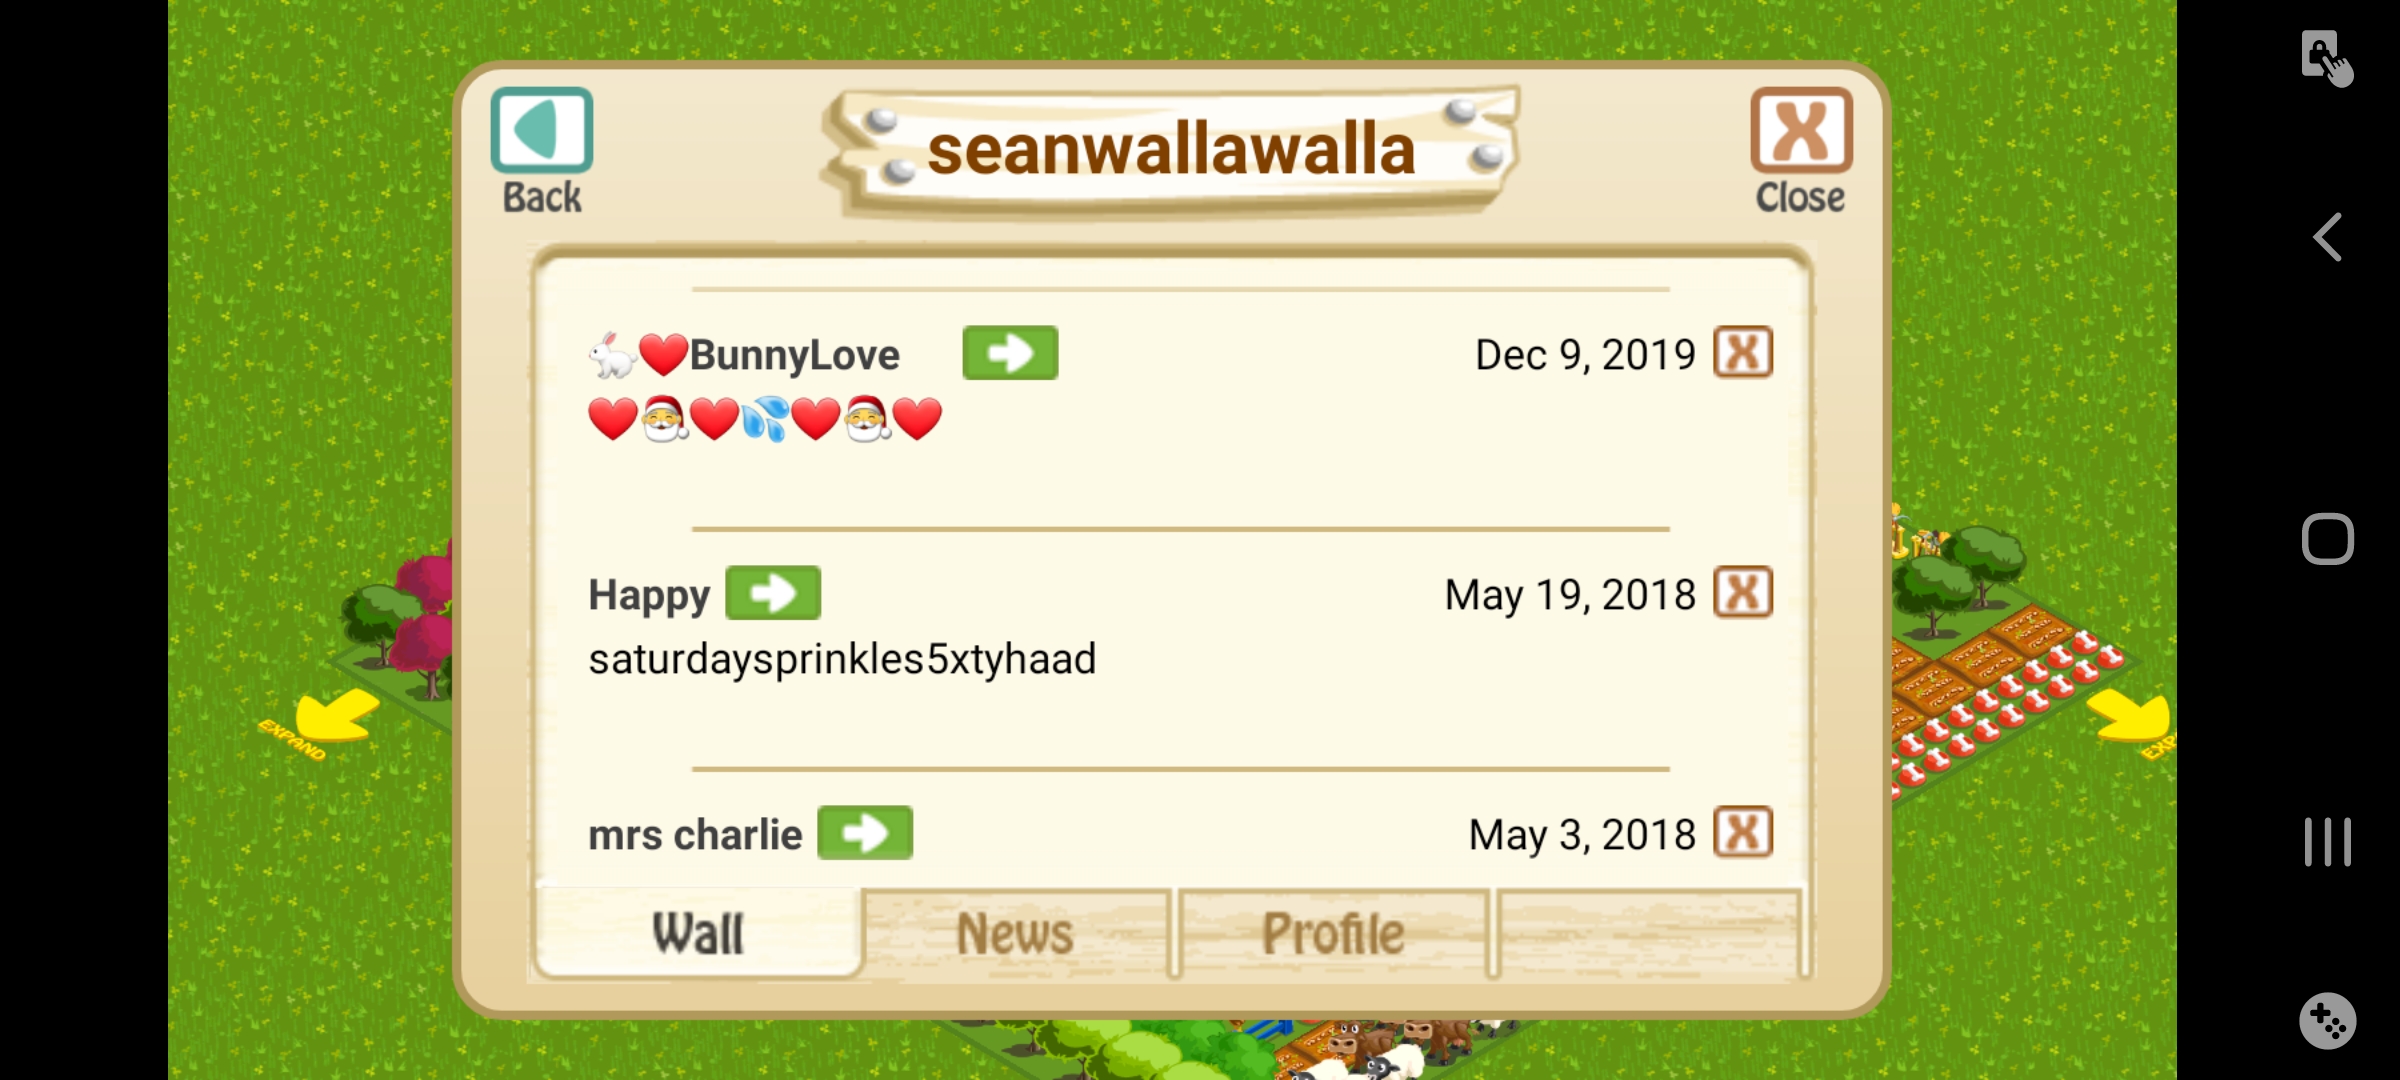 Back
seanwallawalla
Close
🐇❤️BunnyLove Dec 9, 2019
❤️🎅❤️💦❤️🎅❤️
Happy May 19, 2018
saturdaysprinkles5xtyhaad
mrs charlie May 3, 2018
Wall News Profile
EXPAND
EXP